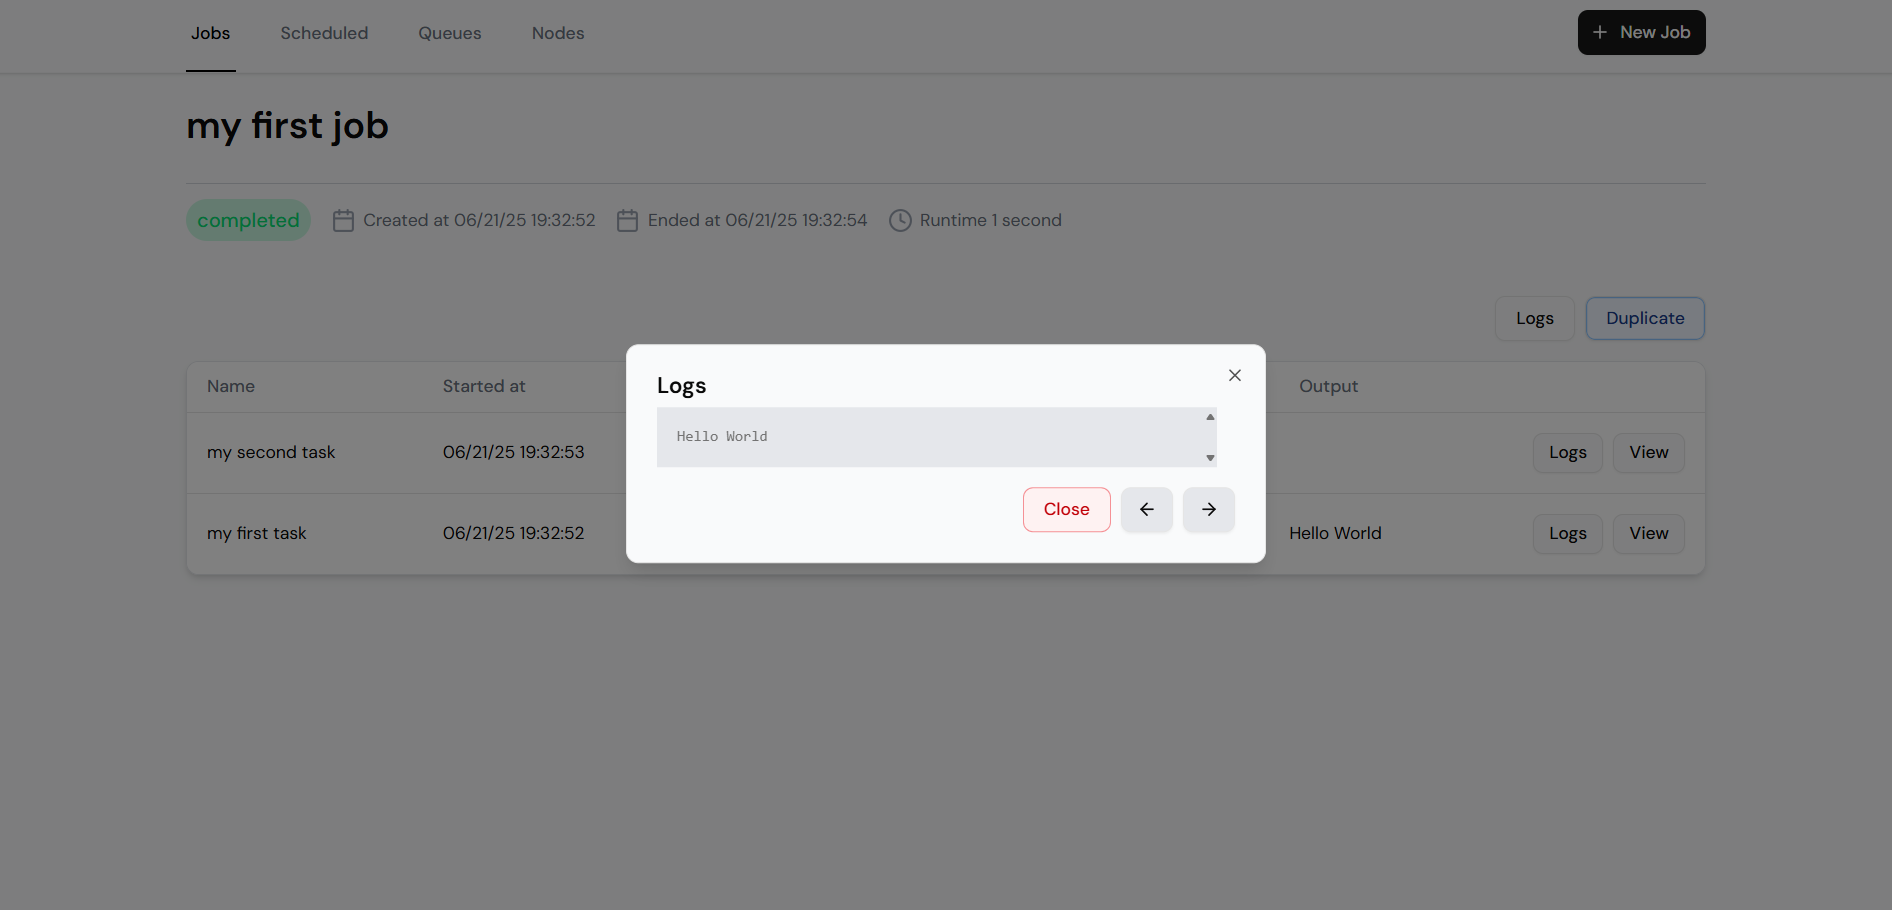 Jobs Scheduled Queues Nodes + New Job
my first job
completed Created at 06/21/25 19:32:52 Ended at 06/21/25 19:32:54 Runtime 1 second
Logs Duplicate
Name Started at Output
my second task 06/21/25 19:32:53 Logs View
my first task 06/21/25 19:32:52 Hello World Logs View
Logs
Hello World
Close ← →